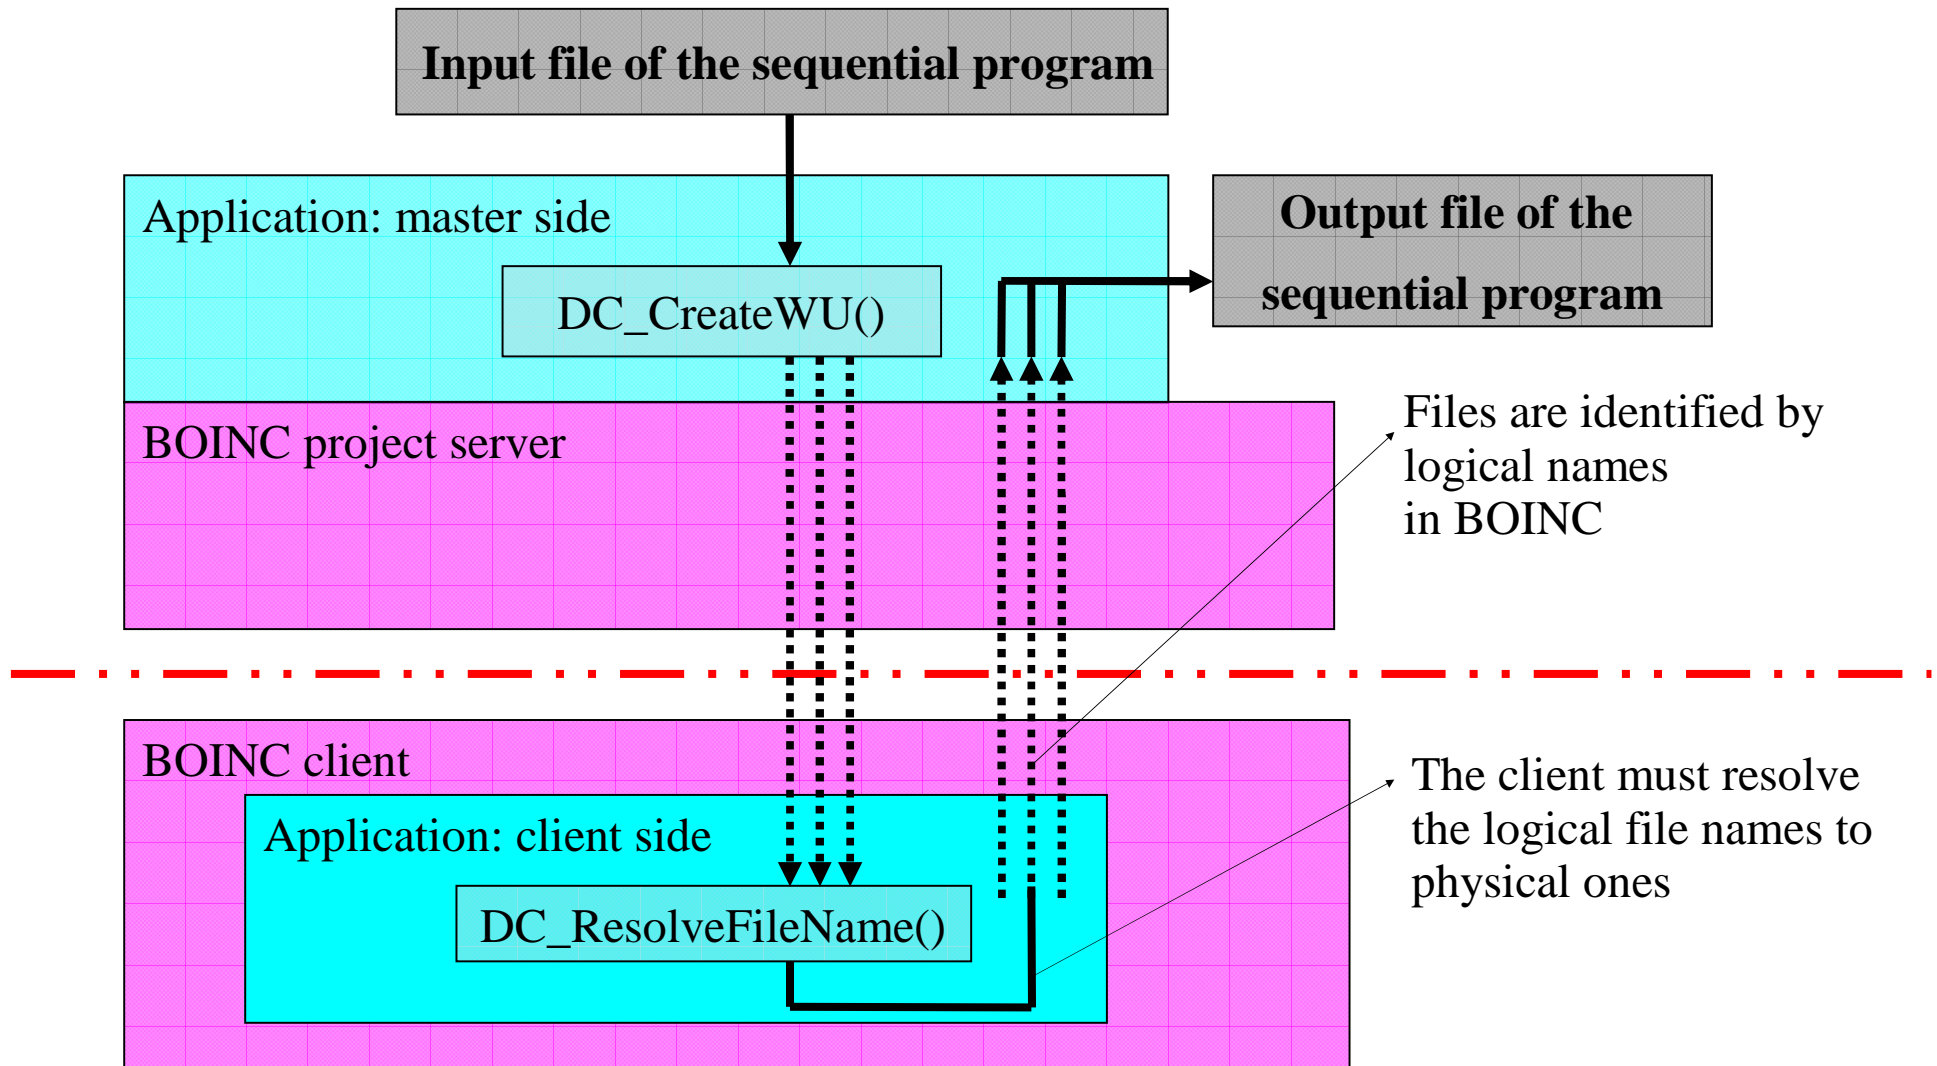 Input file of the sequential program
Application: master side
Output file of the
sequential program
DC_CreateWU()
BOINC project server
Files are identified by
logical names
in BOINC
BOINC client
Application: client side
The client must resolve
the logical file names to
physical ones
DC_ResolveFileName()